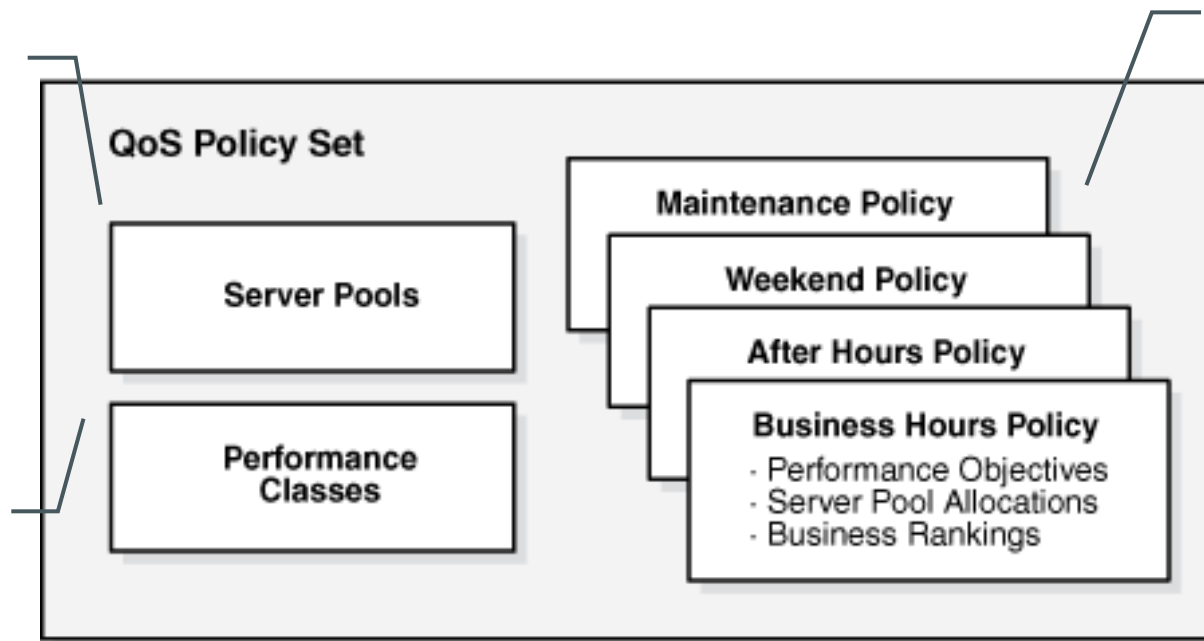 QoS Policy Set
Server Pools
Performance
Classes
Maintenance Policy
Weekend Policy
After Hours Policy
Business Hours Policy
· Performance Objectives
· Server Pool Allocations
· Business Rankings